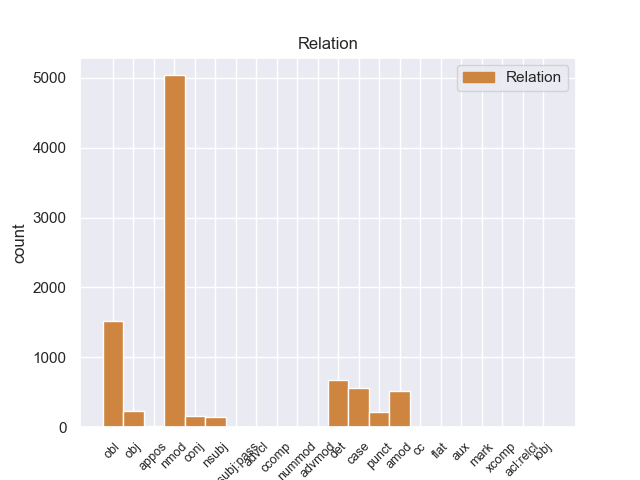 Relation
Relation
count
5000
4000
3000
2000
1000
0
obl
obj
appos
nmod
conj
nsubj
subj:pass
advcl
ccomp
nummod
advmod
det
case
punct
amod
cc
flat
aux
mark
xcomp
acl:relcl
iobj